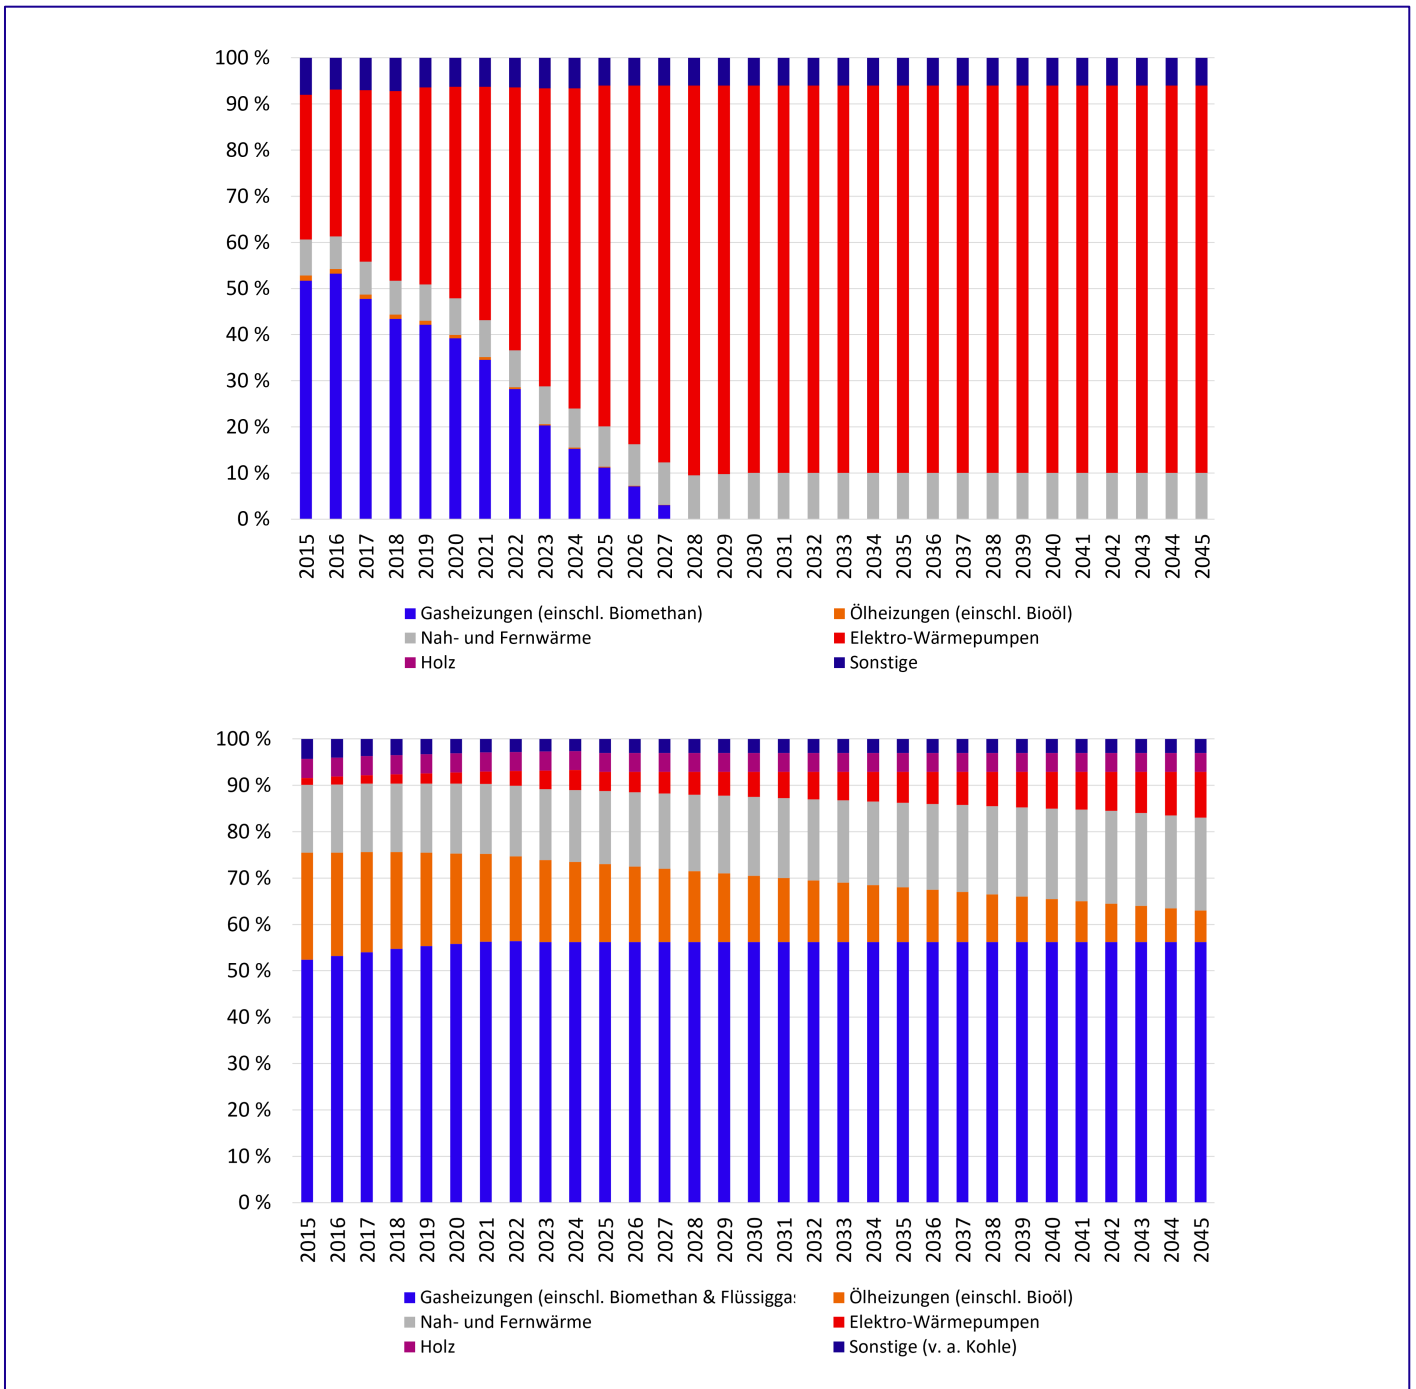 100 %
90 %
80 %
70 %
60 %
50 %
40 %
30 %
20 %
10 %
0 %
2015 2016 2017 2018 2019 2020 2021 2022 2023 2024 2025 2026 2027 2028 2029 2030 2031 2032 2033 2034 2035 2036 2037 2038 2039 2040 2041 2042 2043 2044 2045
Gasheizungen (einschl. Biomethan) Ölheizungen (einschl. Bioöl)
Nah- und Fernwärme Elektro-Wärmepumpen
Holz Sonstige
100 %
90 %
80 %
70 %
60 %
50 %
40 %
30 %
20 %
10 %
0 %
2015 2016 2017 2018 2019 2020 2021 2022 2023 2024 2025 2026 2027 2028 2029 2030 2031 2032 2033 2034 2035 2036 2037 2038 2039 2040 2041 2042 2043 2044 2045
Gasheizungen (einschl. Biomethan & Flüssiggas Ölheizungen (einschl. Bioöl)
Nah- und Fernwärme Elektro-Wärmepumpen
Holz Sonstige (v. a. Kohle)